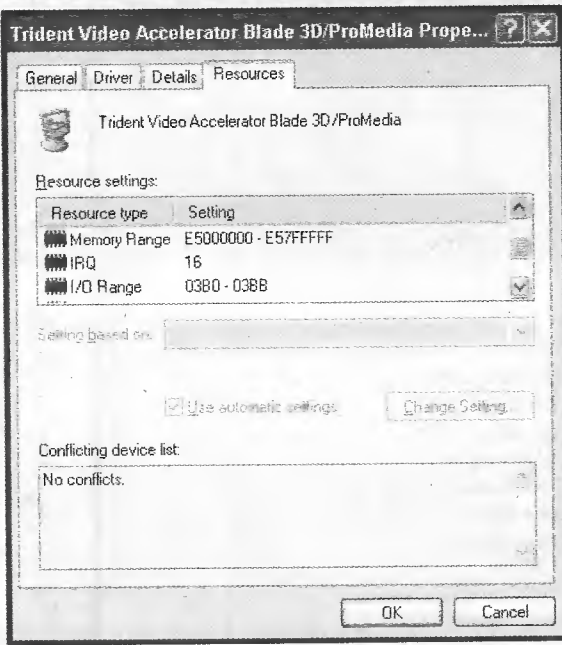 Trident Video Accelerator Blade 3D/ProMedia Prope...
General Driver Details Resources
Trident Video Accelerator Blade 3D/ProMedia
Resource settings:
Resource type Setting
Memory Range E5000000 - E57FFFFF
IRQ 16
I/O Range 03B0 - 03BB
Setting based on:
Use automatic settings Change Setting...
Conflicting device list:
No conflicts.
OK Cancel